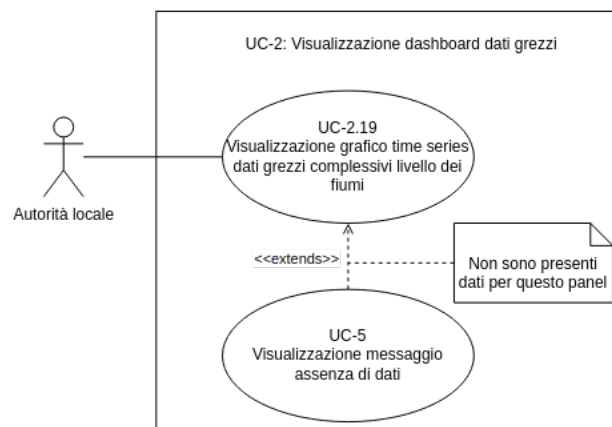 UC-2: Visualizzazione dashboard dati grezzi
UC-2.19
Visualizzazione grafico time series
dati grezzi complessivi livello dei
fiumi
Autorità locale
<<extends>>
Non sono presenti
dati per questo panel
UC-5
Visualizzazione messaggio
assenza di dati